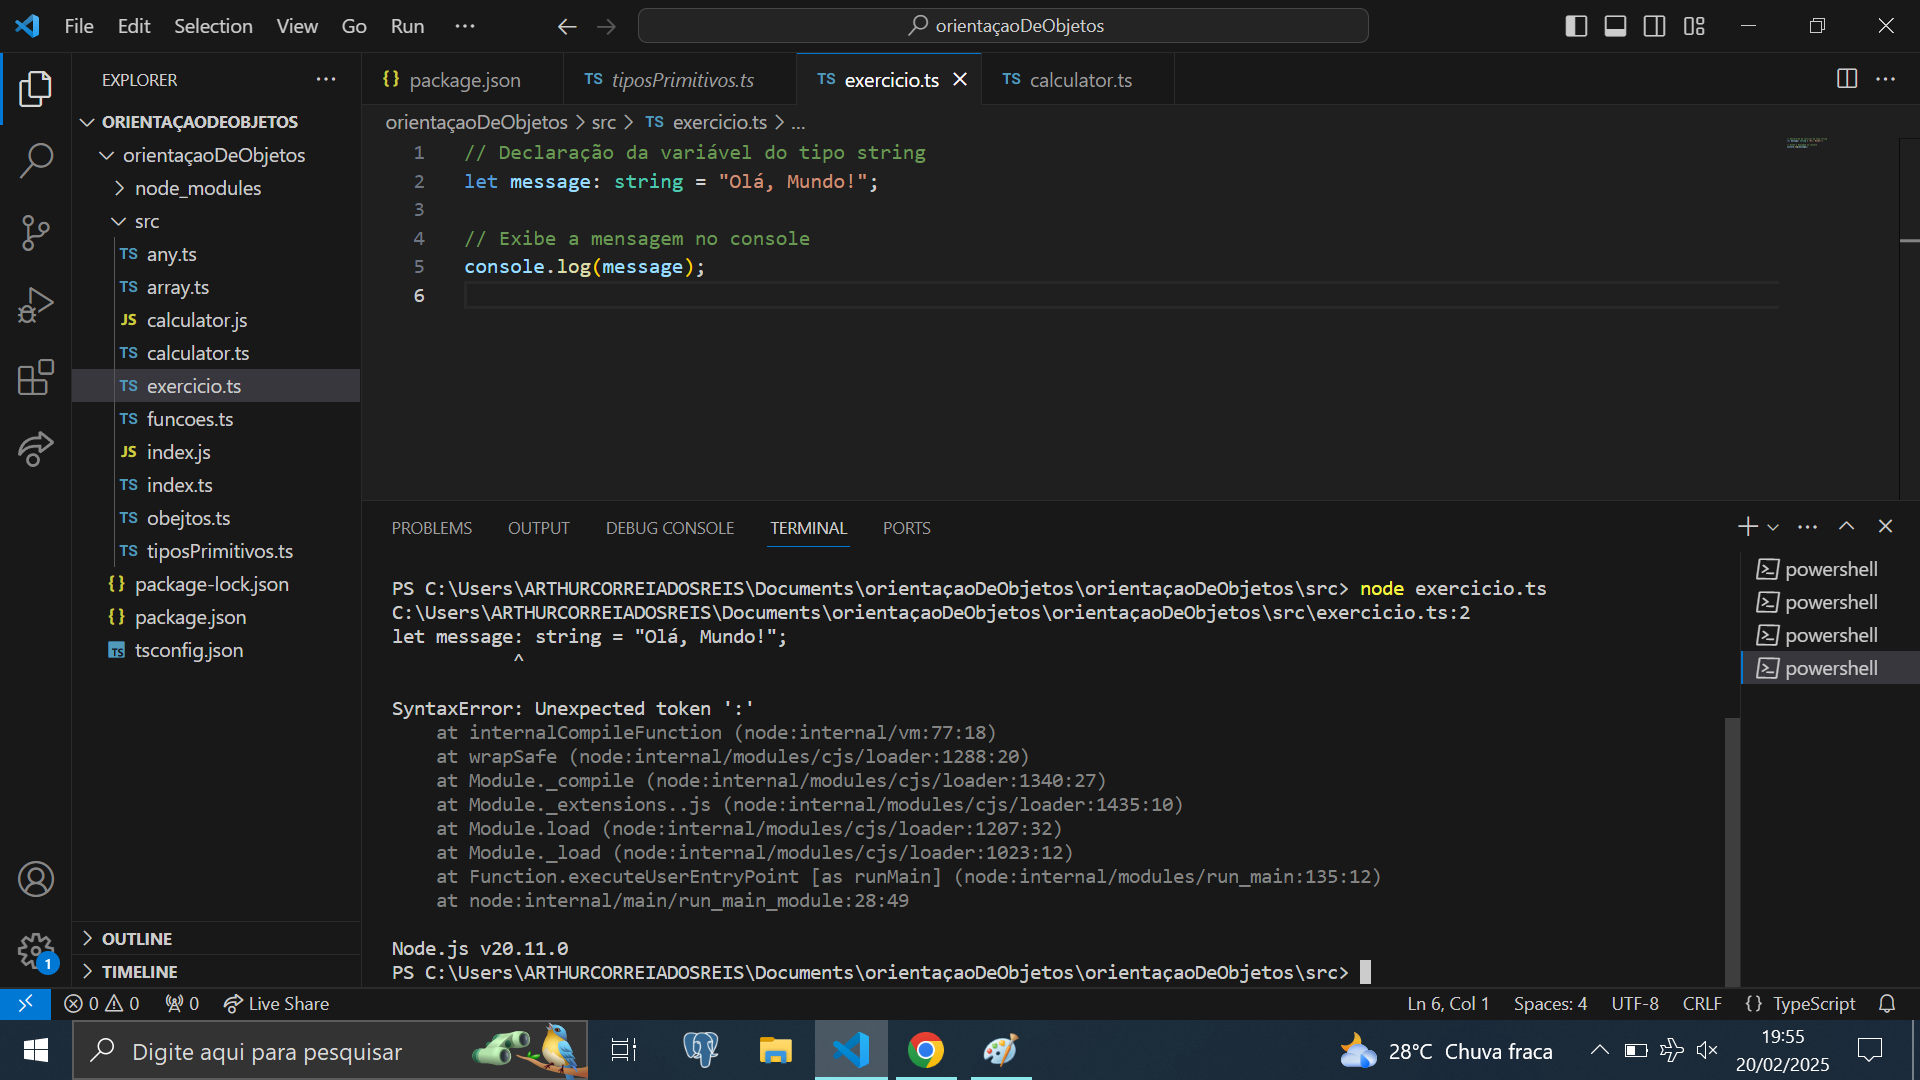 File Edit Selection View Go Run ···
orientaçaoDeObjetos
EXPLORER
ORIENTAÇAODEOBJETOS
orientaçaoDeObjetos
node_modules
src
TS any.ts
TS array.ts
JS calculator.js
TS calculator.ts
TS exercicio.ts
TS funcoes.ts
JS index.js
TS index.ts
TS obejtos.ts
TS tiposPrimitivos.ts
{} package-lock.json
{} package.json
TS tsconfig.json
OUTLINE
TIMELINE
{} package.json TS tiposPrimitivos.ts TS exercicio.ts TS calculator.ts
orientaçaoDeObjetos > src > TS exercicio.ts > ...
1 // Declaração da variável do tipo string
2 let message: string = "Olá, Mundo!";
3
4 // Exibe a mensagem no console
5 console.log(message);
6
PROBLEMS OUTPUT DEBUG CONSOLE TERMINAL PORTS
PS C:\Users\ARTHURCORREIADOSREIS\Documents\orientaçaoDeObjetos\orientaçaoDeObjetos\src> node exercicio.ts
C:\Users\ARTHURCORREIADOSREIS\Documents\orientaçaoDeObjetos\orientaçaoDeObjetos\src\exercicio.ts:2
let message: string = "Olá, Mundo!";
^
SyntaxError: Unexpected token ':'
at internalCompileFunction (node:internal/vm:77:18)
at wrapSafe (node:internal/modules/cjs/loader:1288:20)
at Module._compile (node:internal/modules/cjs/loader:1340:27)
at Module._extensions..js (node:internal/modules/cjs/loader:1435:10)
at Module.load (node:internal/modules/cjs/loader:1207:32)
at Module._load (node:internal/modules/cjs/loader:1023:12)
at Function.executeUserEntryPoint [as runMain] (node:internal/modules/run_main:135:12)
at node:internal/main/run_main_module:28:49
Node.js v20.11.0
PS C:\Users\ARTHURCORREIADOSREIS\Documents\orientaçaoDeObjetos\orientaçaoDeObjetos\src>
powershell
powershell
powershell
powershell
1
0 0 0 Live Share Ln 6, Col 1 Spaces: 4 UTF-8 CRLF {} TypeScript
Digite aqui para pesquisar
28°C Chuva fraca
19:55
20/02/2025